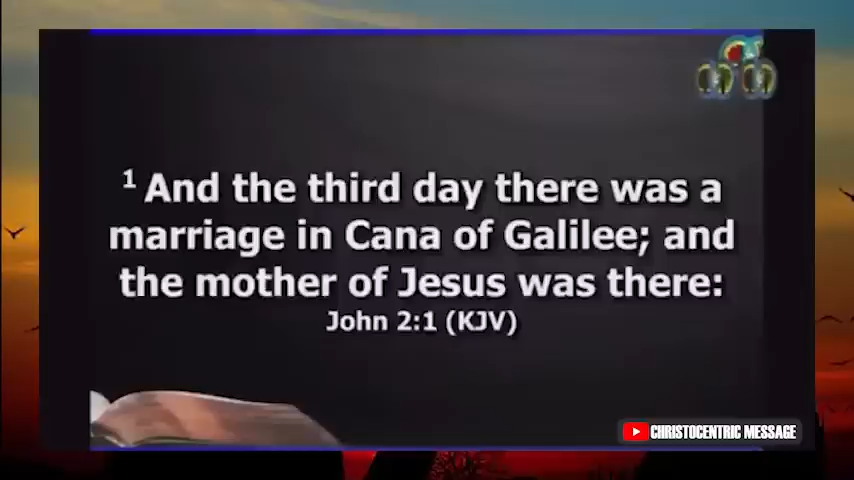 1 And the third day there was a
marriage in Cana of Galilee; and
the mother of Jesus was there:
John 2:1 (KJV)
CHRISTOCENTRIC MESSAGE